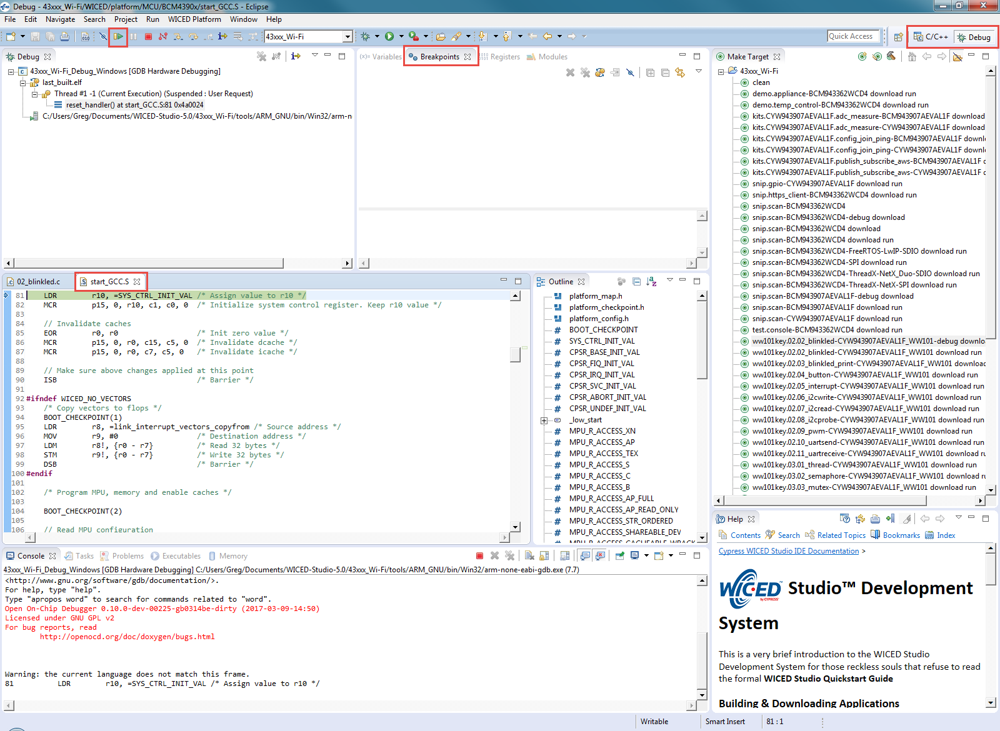 Debug - 43xxx_Wi-Fi/WICED/platform/MCU/BCM4390x/start_GCC.S - Eclipse
File Edit Navigate Search Project Run WICED Platform Window Help
43xxx_Wi-Fi
Quick Access
C/C++
Debug
Debug
43xxx_Wi-Fi_Debug_Windows [GDB Hardware Debugging]
last_built.elf
Thread #1 -1 (Current Execution) (Suspended : User Request)
reset_handler() at start_GCC.S:81 0x4a0024
C:/Users/Greg/Documents/WICED-Studio-5.0/43xxx_Wi-Fi/tools/ARM_GNU/bin/Win32/arm-n
(x)= Variables
Breakpoints
Registers
Modules
Make Target
43xxx_Wi-Fi
clean
demo.appliance-BCM943362WCD4 download run
demo.temp_control-BCM943362WCD4 download run
kits.CYW943907AEVAL1F.adc_measure-BCM943907AEVAL1F download
kits.CYW943907AEVAL1F.adc_measure-CYW943907AEVAL1F download
kits.CYW943907AEVAL1F.config_join_ping-BCM943907AEVAL1F downl
kits.CYW943907AEVAL1F.config_join_ping-CYW943907AEVAL1F downl
kits.CYW943907AEVAL1F.publish_subscribe_aws-BCM943907AEVAL1F d
kits.CYW943907AEVAL1F.publish_subscribe_aws-CYW943907AEVAL1F d
snip.gpio-CYW943907AEVAL1F download run
snip.https_client-BCM943362WCD4 download run
snip.scan-BCM943362WCD4
snip.scan-BCM943362WCD4-debug download
snip.scan-BCM943362WCD4 download
snip.scan-BCM943362WCD4 download run
snip.scan-BCM943362WCD4-FreeRTOS-LwIP-SDIO download run
snip.scan-BCM943362WCD4-SPI download run
snip.scan-BCM943362WCD4-ThreadX-NetX_Duo-SDIO download run
snip.scan-BCM943362WCD4-ThreadX-NetX-SPI download run
snip.scan-BCM943907AEVAL1F-debug download
snip.scan-BCM943907AEVAL1F download run
snip.scan-CYW943907AEVAL1F download run
test.console-BCM943362WCD4 download run
ww101key.02.02_blinkled-CYW943907AEVAL1F_WW101-debug downlo
ww101key.02.02_blinkled-CYW943907AEVAL1F_WW101 download run
ww101key.02.03_blinkled_print-CYW943907AEVAL1F_WW101 download
ww101key.02.04_button-CYW943907AEVAL1F_WW101 download run
ww101key.02.05_interrupt-CYW943907AEVAL1F_WW101 download run
ww101key.02.06_i2cwrite-CYW943907AEVAL1F_WW101 download run
ww101key.02.07_i2cread-CYW943907AEVAL1F_WW101 download run
ww101key.02.08_i2cprobe-CYW943907AEVAL1F_WW101 download run
ww101key.02.09_pwm-CYW943907AEVAL1F_WW101 download run
ww101key.02.10_uartsend-CYW943907AEVAL1F_WW101 download run
ww101key.02.11_uartreceive-CYW943907AEVAL1F_WW101 download ru
ww101key.03.01_thread-CYW943907AEVAL1F_WW101 download run
ww101key.03.02_semaphore-CYW943907AEVAL1F_WW101 download run
ww101key.03.03_mutex-CYW943907AEVAL1F_WW101 download run
02_blinkled.c
start_GCC.S
81 LDR r10, =SYS_CTRL_INIT_VAL /* Assign value to r10 */
82 MCR p15, 0, r10, c1, c0, 0 /* Initialize system control register. Keep r10 value */
83
84 // Invalidate caches
85 EOR r0, r0 /* Init zero value */
86 MCR p15, 0, r0, c15, c5, 0 /* Invalidate dcache */
87 MCR p15, 0, r0, c7, c5, 0 /* Invalidate icache */
88
89 // Make sure above changes applied at this point
90 ISB /* Barrier */
91
92 #ifndef WICED_NO_VECTORS
93 /* Copy vectors to flops */
94 BOOT_CHECKPOINT(1)
95 LDR r8, =link_interrupt_vectors_copyfrom /* Source address */
96 MOV r9, #0 /* Destination address */
97 LDM r8!, {r0 - r7} /* Read 32 bytes */
98 STM r9!, {r0 - r7} /* Write 32 bytes */
99 DSB /* Barrier */
100 #endif
101
102 /* Program MPU, memory and enable caches */
103
104 BOOT_CHECKPOINT(2)
105
106 // Read MPU configuration
Outline
platform_map.h
platform_checkpoint.h
platform_config.h
BOOT_CHECKPOINT
SYS_CTRL_INIT_VAL
CPSR_BASE_INIT_VAL
CPSR_FIQ_INIT_VAL
CPSR_IRQ_INIT_VAL
CPSR_SVC_INIT_VAL
CPSR_ABORT_INIT_VAL
CPSR_UNDEF_INIT_VAL
_low_start
MPU_R_ACCESS_XN
MPU_R_ACCESS_AP
MPU_R_ACCESS_TEX
MPU_R_ACCESS_S
MPU_R_ACCESS_C
MPU_R_ACCESS_B
MPU_R_ACCESS_AP_FULL
MPU_R_ACCESS_AP_READ_ONLY
MPU_R_ACCESS_STR_ORDERED
MPU_R_ACCESS_SHAREABLE_DEV
MPU_R_ACCESS_CACHEABLE_WBACK
Help
Contents Search Related Topics Bookmarks Index
Cypress WICED Studio IDE Documentation >
WICED
by CYPRESS
Studio™ Development
System
This is a very brief introduction to the WICED Studio
Development System for those reckless souls that refuse to read
the formal WICED Studio Quickstart Guide
Building & Downloading Applications
Console
Tasks
Problems
Executables
Memory
43xxx_Wi-Fi_Debug_Windows [GDB Hardware Debugging] C:/Users/Greg/Documents/WICED-Studio-5.0/43xxx_Wi-Fi/tools/ARM_GNU/bin/Win32/arm-none-eabi-gdb.exe (7.7)
<http://www.gnu.org/software/gdb/documentation/>.
For help, type "help".
Type "apropos word" to search for commands related to "word".
Open On-Chip Debugger 0.10.0-dev-00225-gb0314be-dirty (2017-03-09-14:50)
Licensed under GNU GPL v2
For bug reports, read
http://openocd.org/doc/doxygen/bugs.html
Warning: the current language does not match this frame.
81 LDR r10, =SYS_CTRL_INIT_VAL /* Assign value to r10 */
Writable
Smart Insert
81 : 1